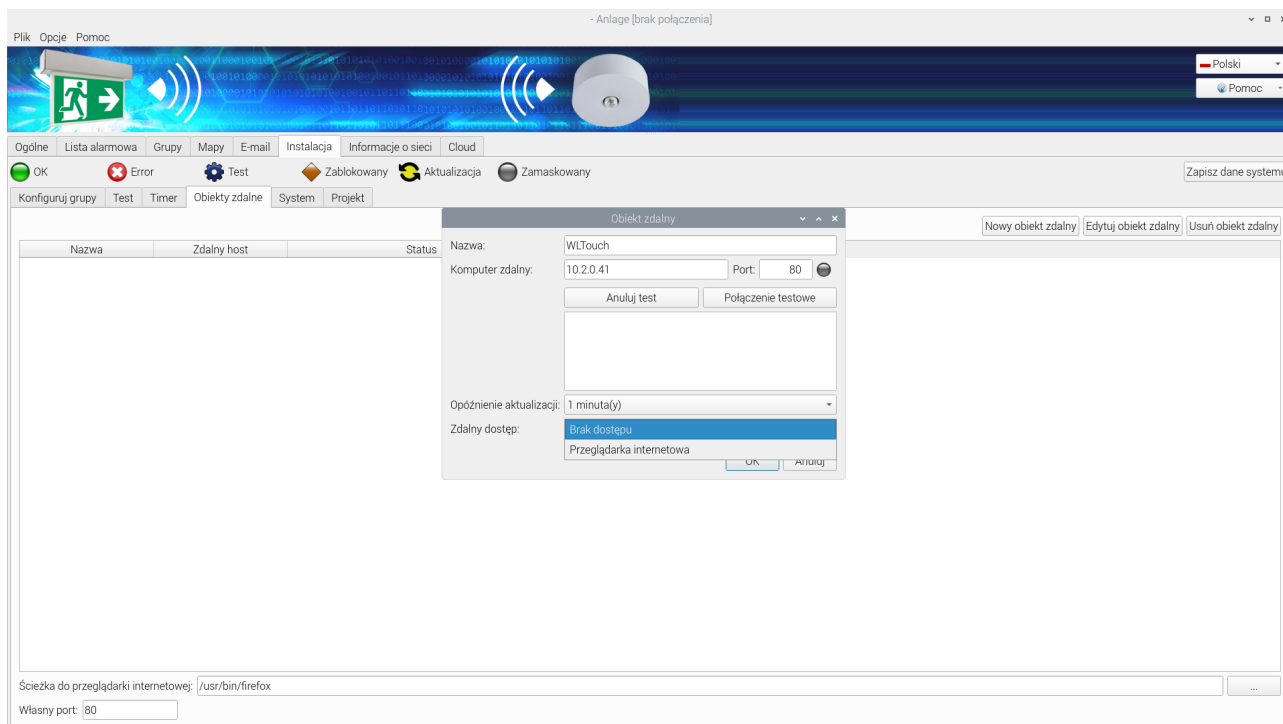 - Anlage [brak połączenia]
Plik Opcje Pomoc
Polski
Pomoc
Ogólne Lista alarmowa Grupy Mapy E-mail Instalacja Informacje o sieci Cloud
OK Error Test Zablokowany Aktualizacja Zamaskowany Zapisz dane systemu
Konfiguruj grupy Test Timer Obiekty zdalne System Projekt
Obiekt zdalny
Nowy obiekt zdalny Edytuj obiekt zdalny Usuń obiekt zdalny
Nazwa Zdalny host Status
Nazwa: WLTouch
Komputer zdalny: 10.2.0.41 Port: 80
Anuluj test Połączenie testowe
Opóźnienie aktualizacji: 1 minuta(y)
Zdalny dostęp: Brak dostępu
Przeglądarka internetowa
OK Anuluj
Ścieżka do przeglądarki internetowej: /usr/bin/firefox ...
Własny port: 80